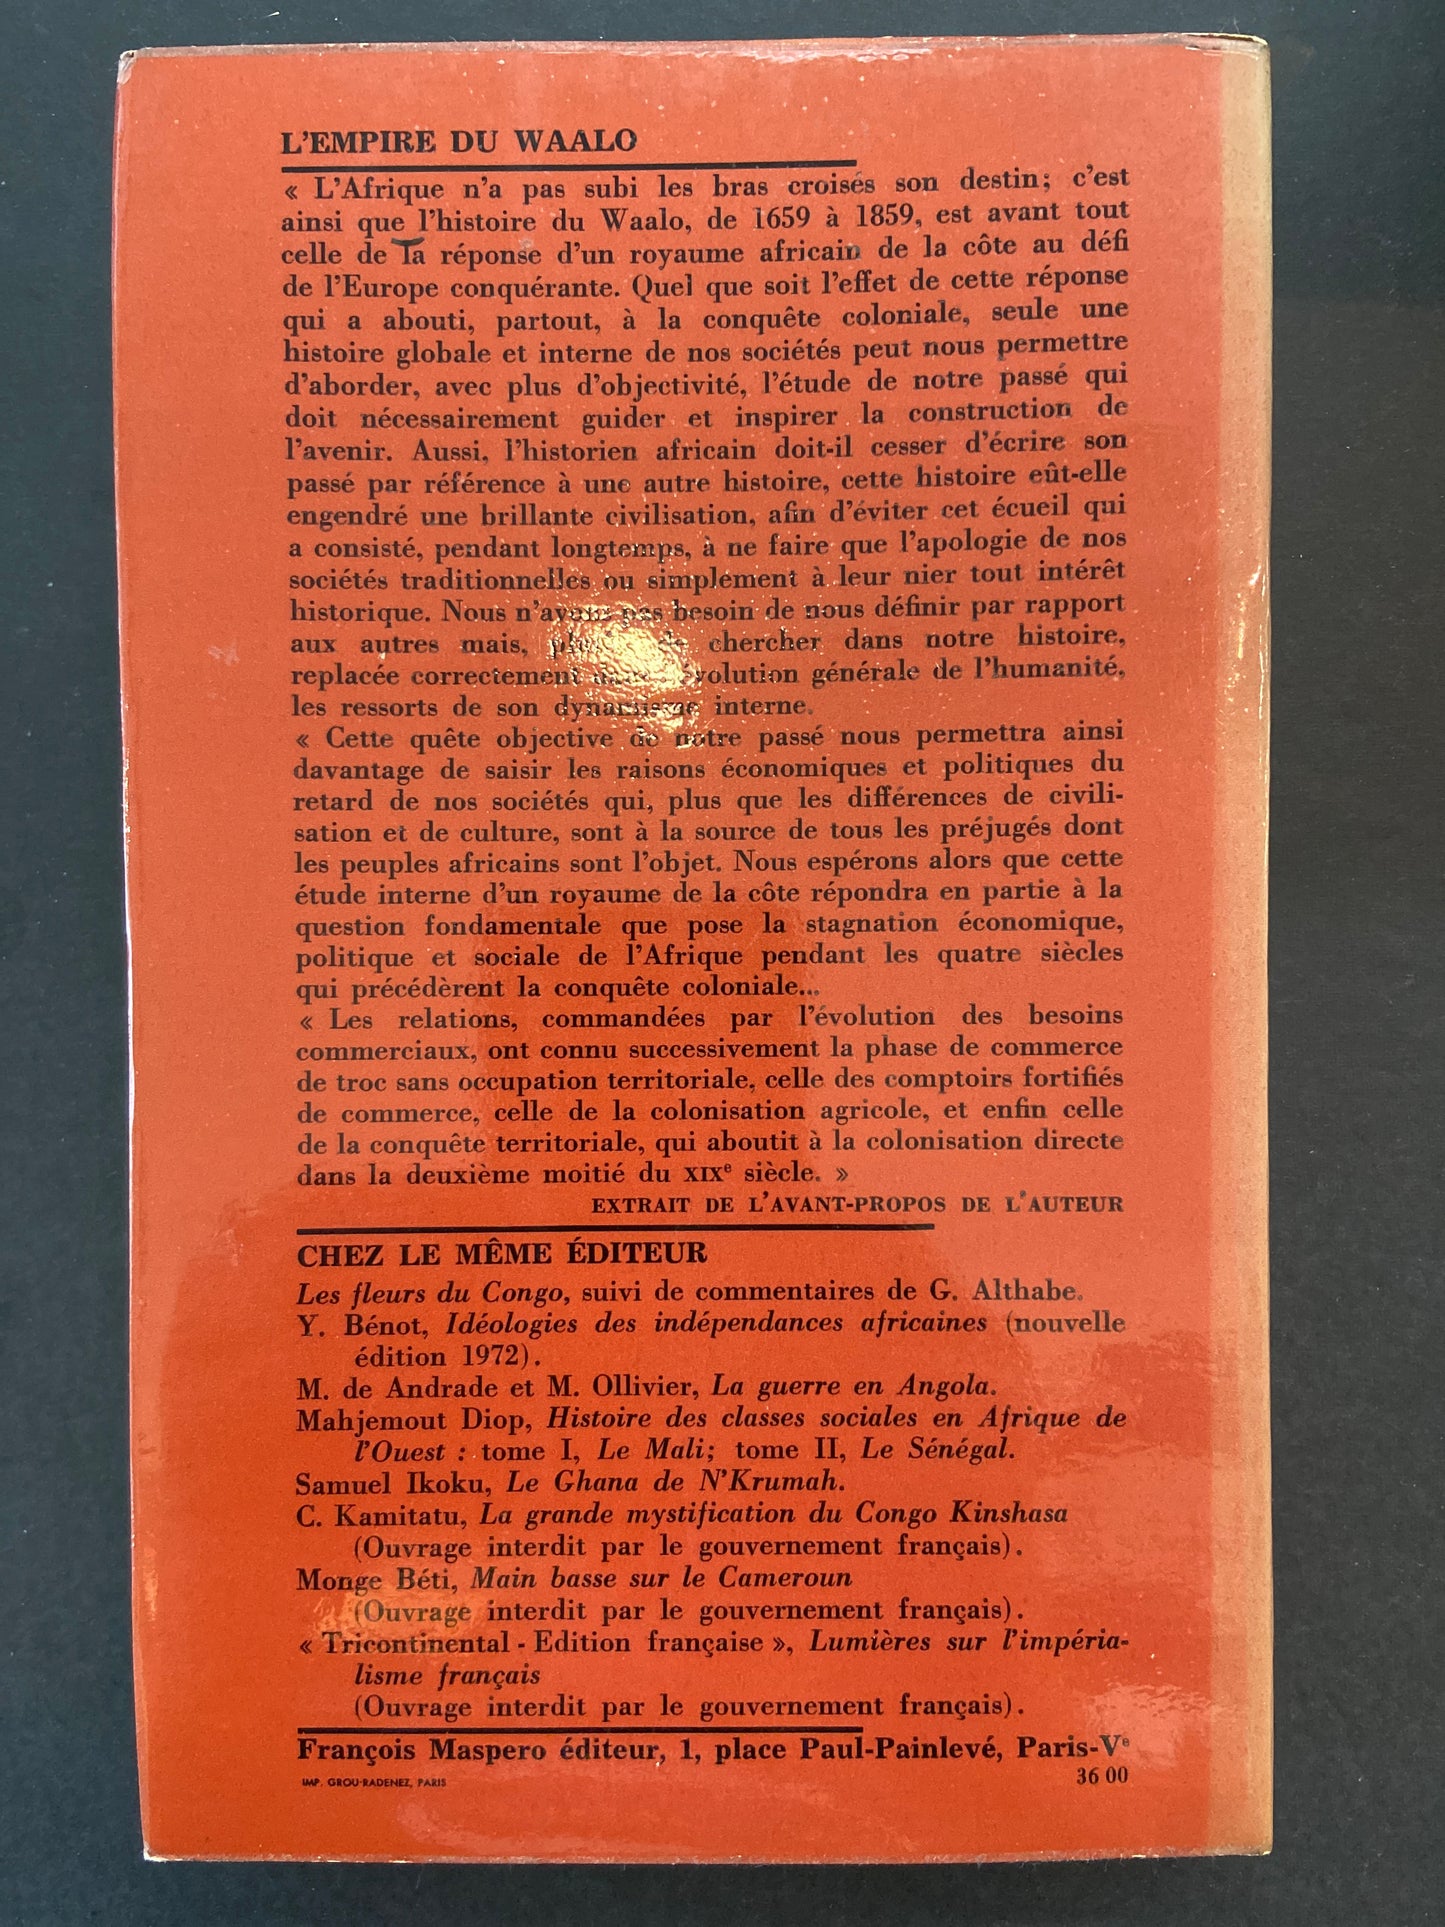 L'EMPIRE DU WAALO
« L'Afrique n'a pas subi les bras croisés son destin; c'est
ainsi que l'histoire du Waalo, de 1659 à 1859, est avant tout
celle de la réponse d'un royaume africain de la côte au défi
de l'Europe conquérante. Quel que soit l'effet de cette réponse
qui a abouti, partout, à la conquête coloniale, seule une
histoire globale et interne de nos sociétés peut nous permettre
d'aborder, avec plus d'objectivité, l'étude de notre passé qui
doit nécessairement guider et inspirer la construction de
l'avenir. Aussi, l'historien africain doit-il cesser d'écrire son
passé par référence à une autre histoire, cette histoire eût-elle
engendré une brillante civilisation, afin d'éviter cet écueil qui
a consisté, pendant longtemps, à ne faire que l'apologie de nos
sociétés traditionnelles ou simplement à leur nier tout intérêt
historique. Nous n'avons pas besoin de nous définir par rapport
aux autres mais, de chercher dans notre histoire,
replacée correctement évolution générale de l'humanité,
les ressorts de son dynamisme interne.
« Cette quête objective de notre passé nous permettra ainsi
davantage de saisir les raisons économiques et politiques du
retard de nos sociétés qui, plus que les différences de civili-
sation et de culture, sont à la source de tous les préjugés dont
les peuples africains sont l'objet. Nous espérons alors que cette
étude interne d'un royaume de la côte répondra en partie à la
question fondamentale que pose la stagnation économique,
politique et sociale de l'Afrique pendant les quatre siècles
qui précédèrent la conquête coloniale...
« Les relations, commandées par l'évolution des besoins
commerciaux, ont connu successivement la phase de commerce
de troc sans occupation territoriale, celle des comptoirs fortifiés
de commerce, celle de la colonisation agricole, et enfin celle
de la conquête territoriale, qui aboutit à la colonisation directe
dans la deuxième moitié du XIXe siècle. »
EXTRAIT DE L'AVANT-PROPOS DE L'AUTEUR
CHEZ LE MÊME ÉDITEUR
Les fleurs du Congo, suivi de commentaires de G. Althabe.
Y. Bénot, Idéologies des indépendances africaines (nouvelle
édition 1972).
M. de Andrade et M. Ollivier, La guerre en Angola.
Mahjemout Diop, Histoire des classes sociales en Afrique de
l'Ouest : tome I, Le Mali; tome II, Le Sénégal.
Samuel Ikoku, Le Ghana de N'Krumah.
C. Kamitatu, La grande mystification du Congo Kinshasa
(Ouvrage interdit par le gouvernement français).
Monge Béti, Main basse sur le Cameroun
(Ouvrage interdit par le gouvernement français).
« Tricontinental - Edition française », Lumières sur l'impéria-
lisme français
(Ouvrage interdit par le gouvernement français).
François Maspero éditeur, 1, place Paul-Painlevé, Paris-Ve
36 00
IMP. GROU-RADENEZ, PARIS